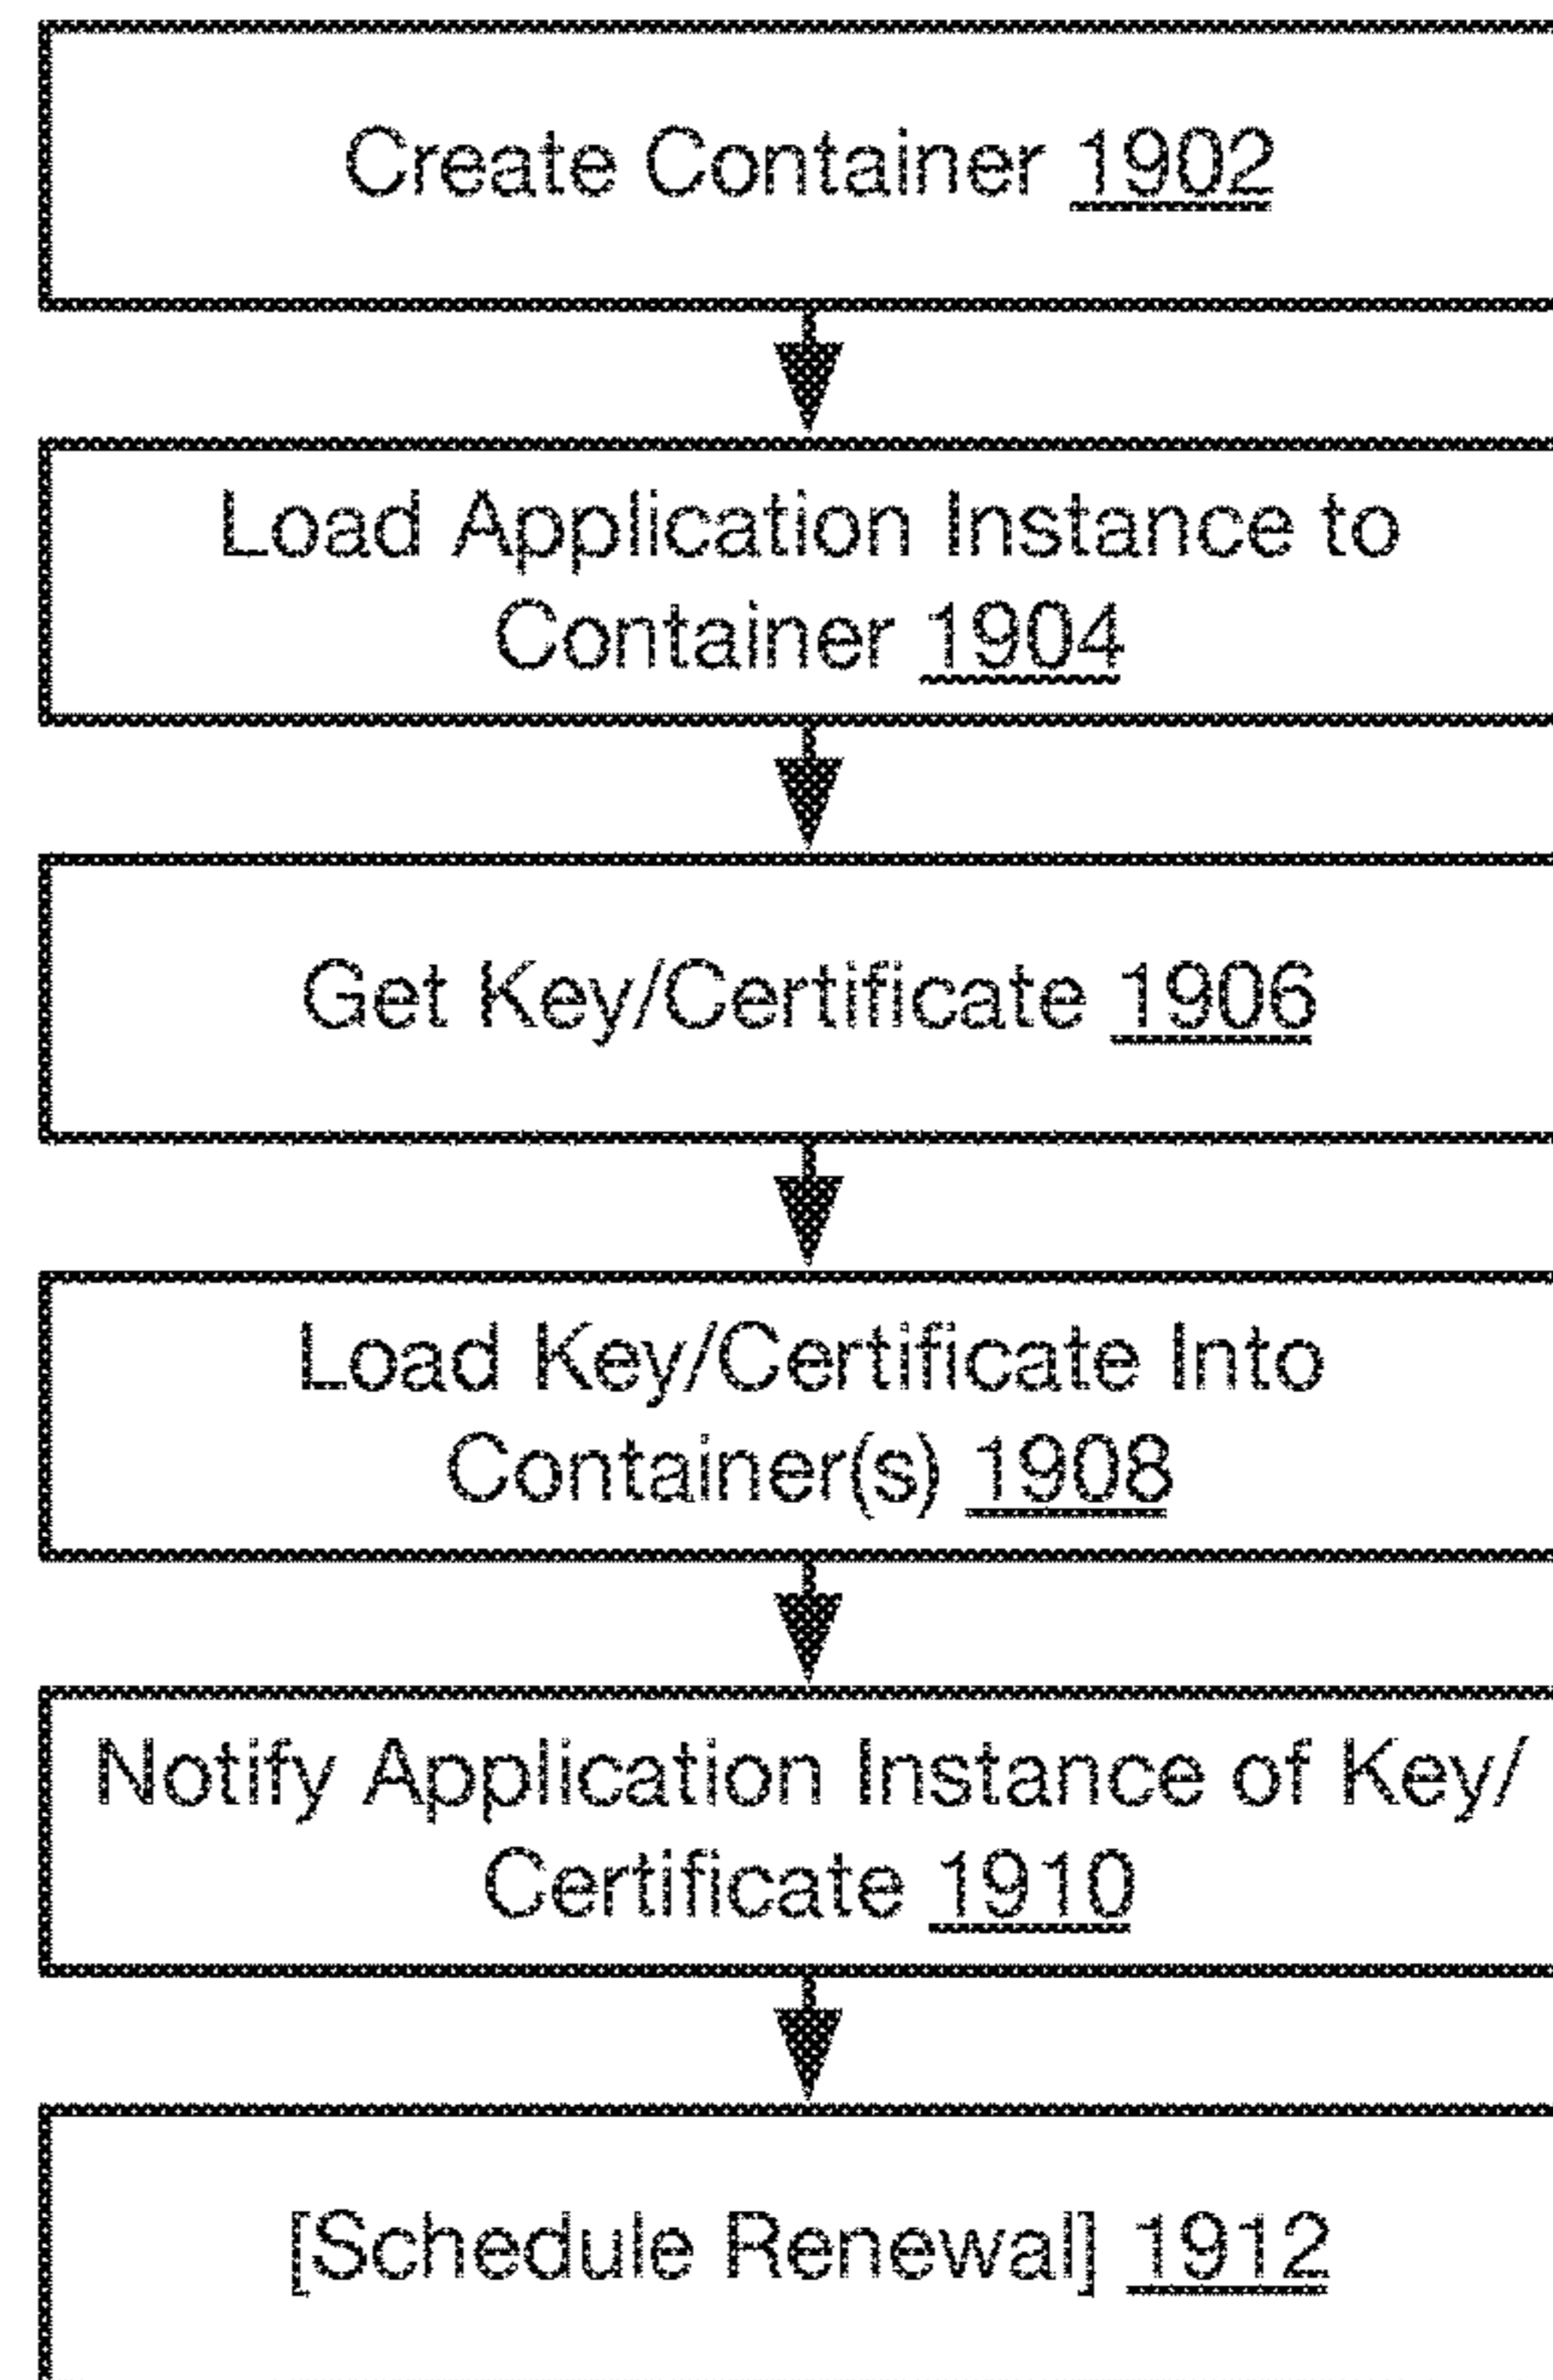 Create Container 1902
Load Application Instance to
Container 1904
Get Key/Certificate 1906
Load Key/Certificate Into
Container(s) 1908
Notify Application Instance of Key/
Certificate 1910
[Schedule Renewal] 1912